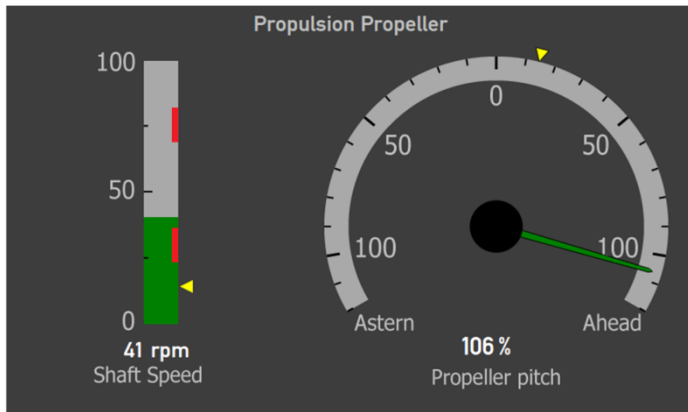 Propulsion Propeller
100
50
0
41 rpm
Shaft Speed
0
50
50
100
100
Astern
Ahead
106 %
Propeller pitch